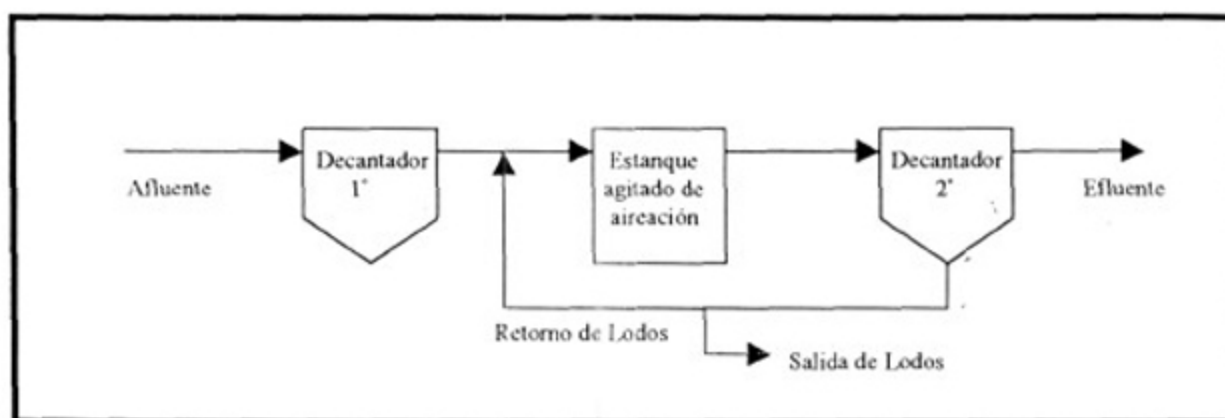 Afluente
Decantador
1°
Estanque
agitado de
aireación
Decantador
2°
Efluente
Retorno de Lodos
Salida de Lodos